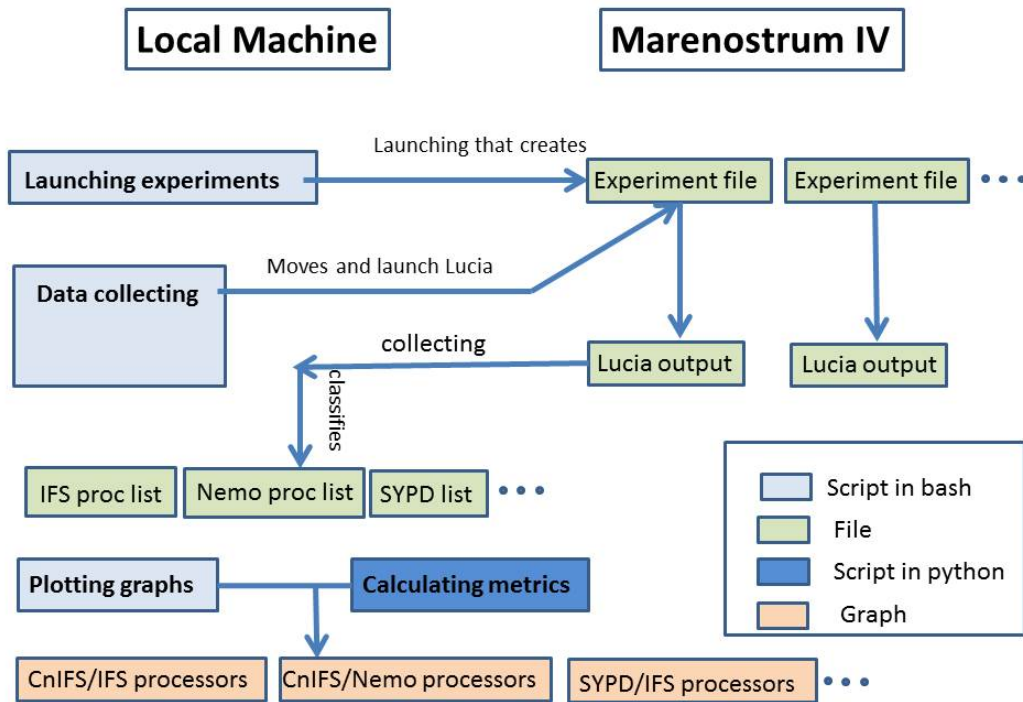 Local Machine
Marenostrum IV
Launching that creates
Launching experiments
Experiment file
Experiment file
Moves and launch Lucia
Data collecting
collecting
Lucia output
Lucia output
classifies
IFS proc list
Nemo proc list
SYPD list
Script in bash
File
Script in python
Graph
Plotting graphs
Calculating metrics
CnIFS/IFS processors
CnIFS/Nemo processors
SYPD/IFS processors